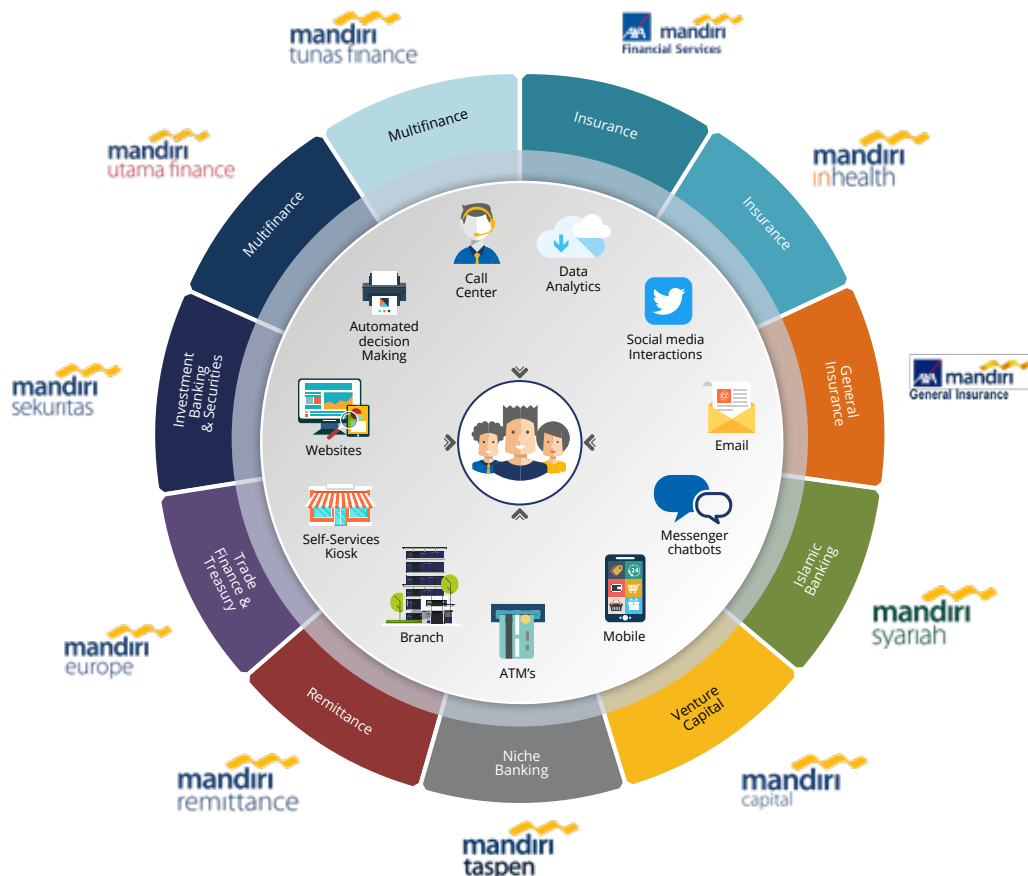 mandiri
tunas finance
AXA mandiri
Financial Services
mandiri
utama finance
mandiri
inhealth
mandiri
sekuritas
AXA mandiri
General Insurance
mandiri
europe
mandiri
syariah
mandiri
remittance
mandiri
capital
mandiri
taspen
Multifinance
Insurance
Insurance
General
Insurance
Islamic
Banking
Venture
Capital
Niche
Banking
Remittance
Trade
Finance &
Treasury
Investment
Banking
& Securities
Multifinance
Call
Center
Data
Analytics
Social media
Interactions
@
Email
Messenger
chatbots
24
Mobile
ATM's
Branch
Self-Services
Kiosk
Websites
Automated
decision
Making